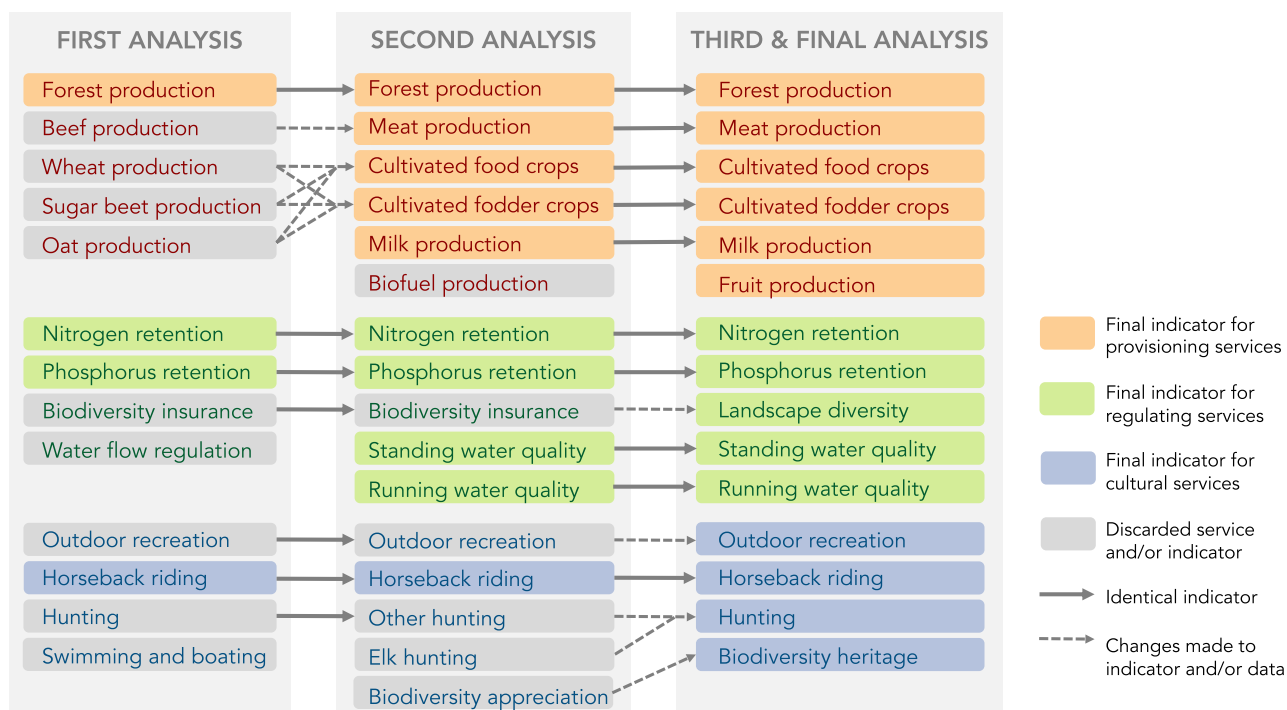 FIRST ANALYSIS
Forest production
Beef production
Wheat production
Sugar beet production
Oat production
Nitrogen retention
Phosphorus retention
Biodiversity insurance
Water flow regulation
Outdoor recreation
Horseback riding
Hunting
Swimming and boating
SECOND ANALYSIS
Forest production
Meat production
Cultivated food crops
Cultivated fodder crops
Milk production
Biofuel production
Nitrogen retention
Phosphorus retention
Biodiversity insurance
Standing water quality
Running water quality
Outdoor recreation
Horseback riding
Other hunting
Elk hunting
Biodiversity appreciation
THIRD & FINAL ANALYSIS
Forest production
Meat production
Cultivated food crops
Cultivated fodder crops
Milk production
Fruit production
Nitrogen retention
Phosphorus retention
Landscape diversity
Standing water quality
Running water quality
Outdoor recreation
Horseback riding
Hunting
Biodiversity heritage
Final indicator for
provisioning services
Final indicator for
regulating services
Final indicator for
cultural services
Discarded service
and/or indicator
Identical indicator
Changes made to
indicator and/or data